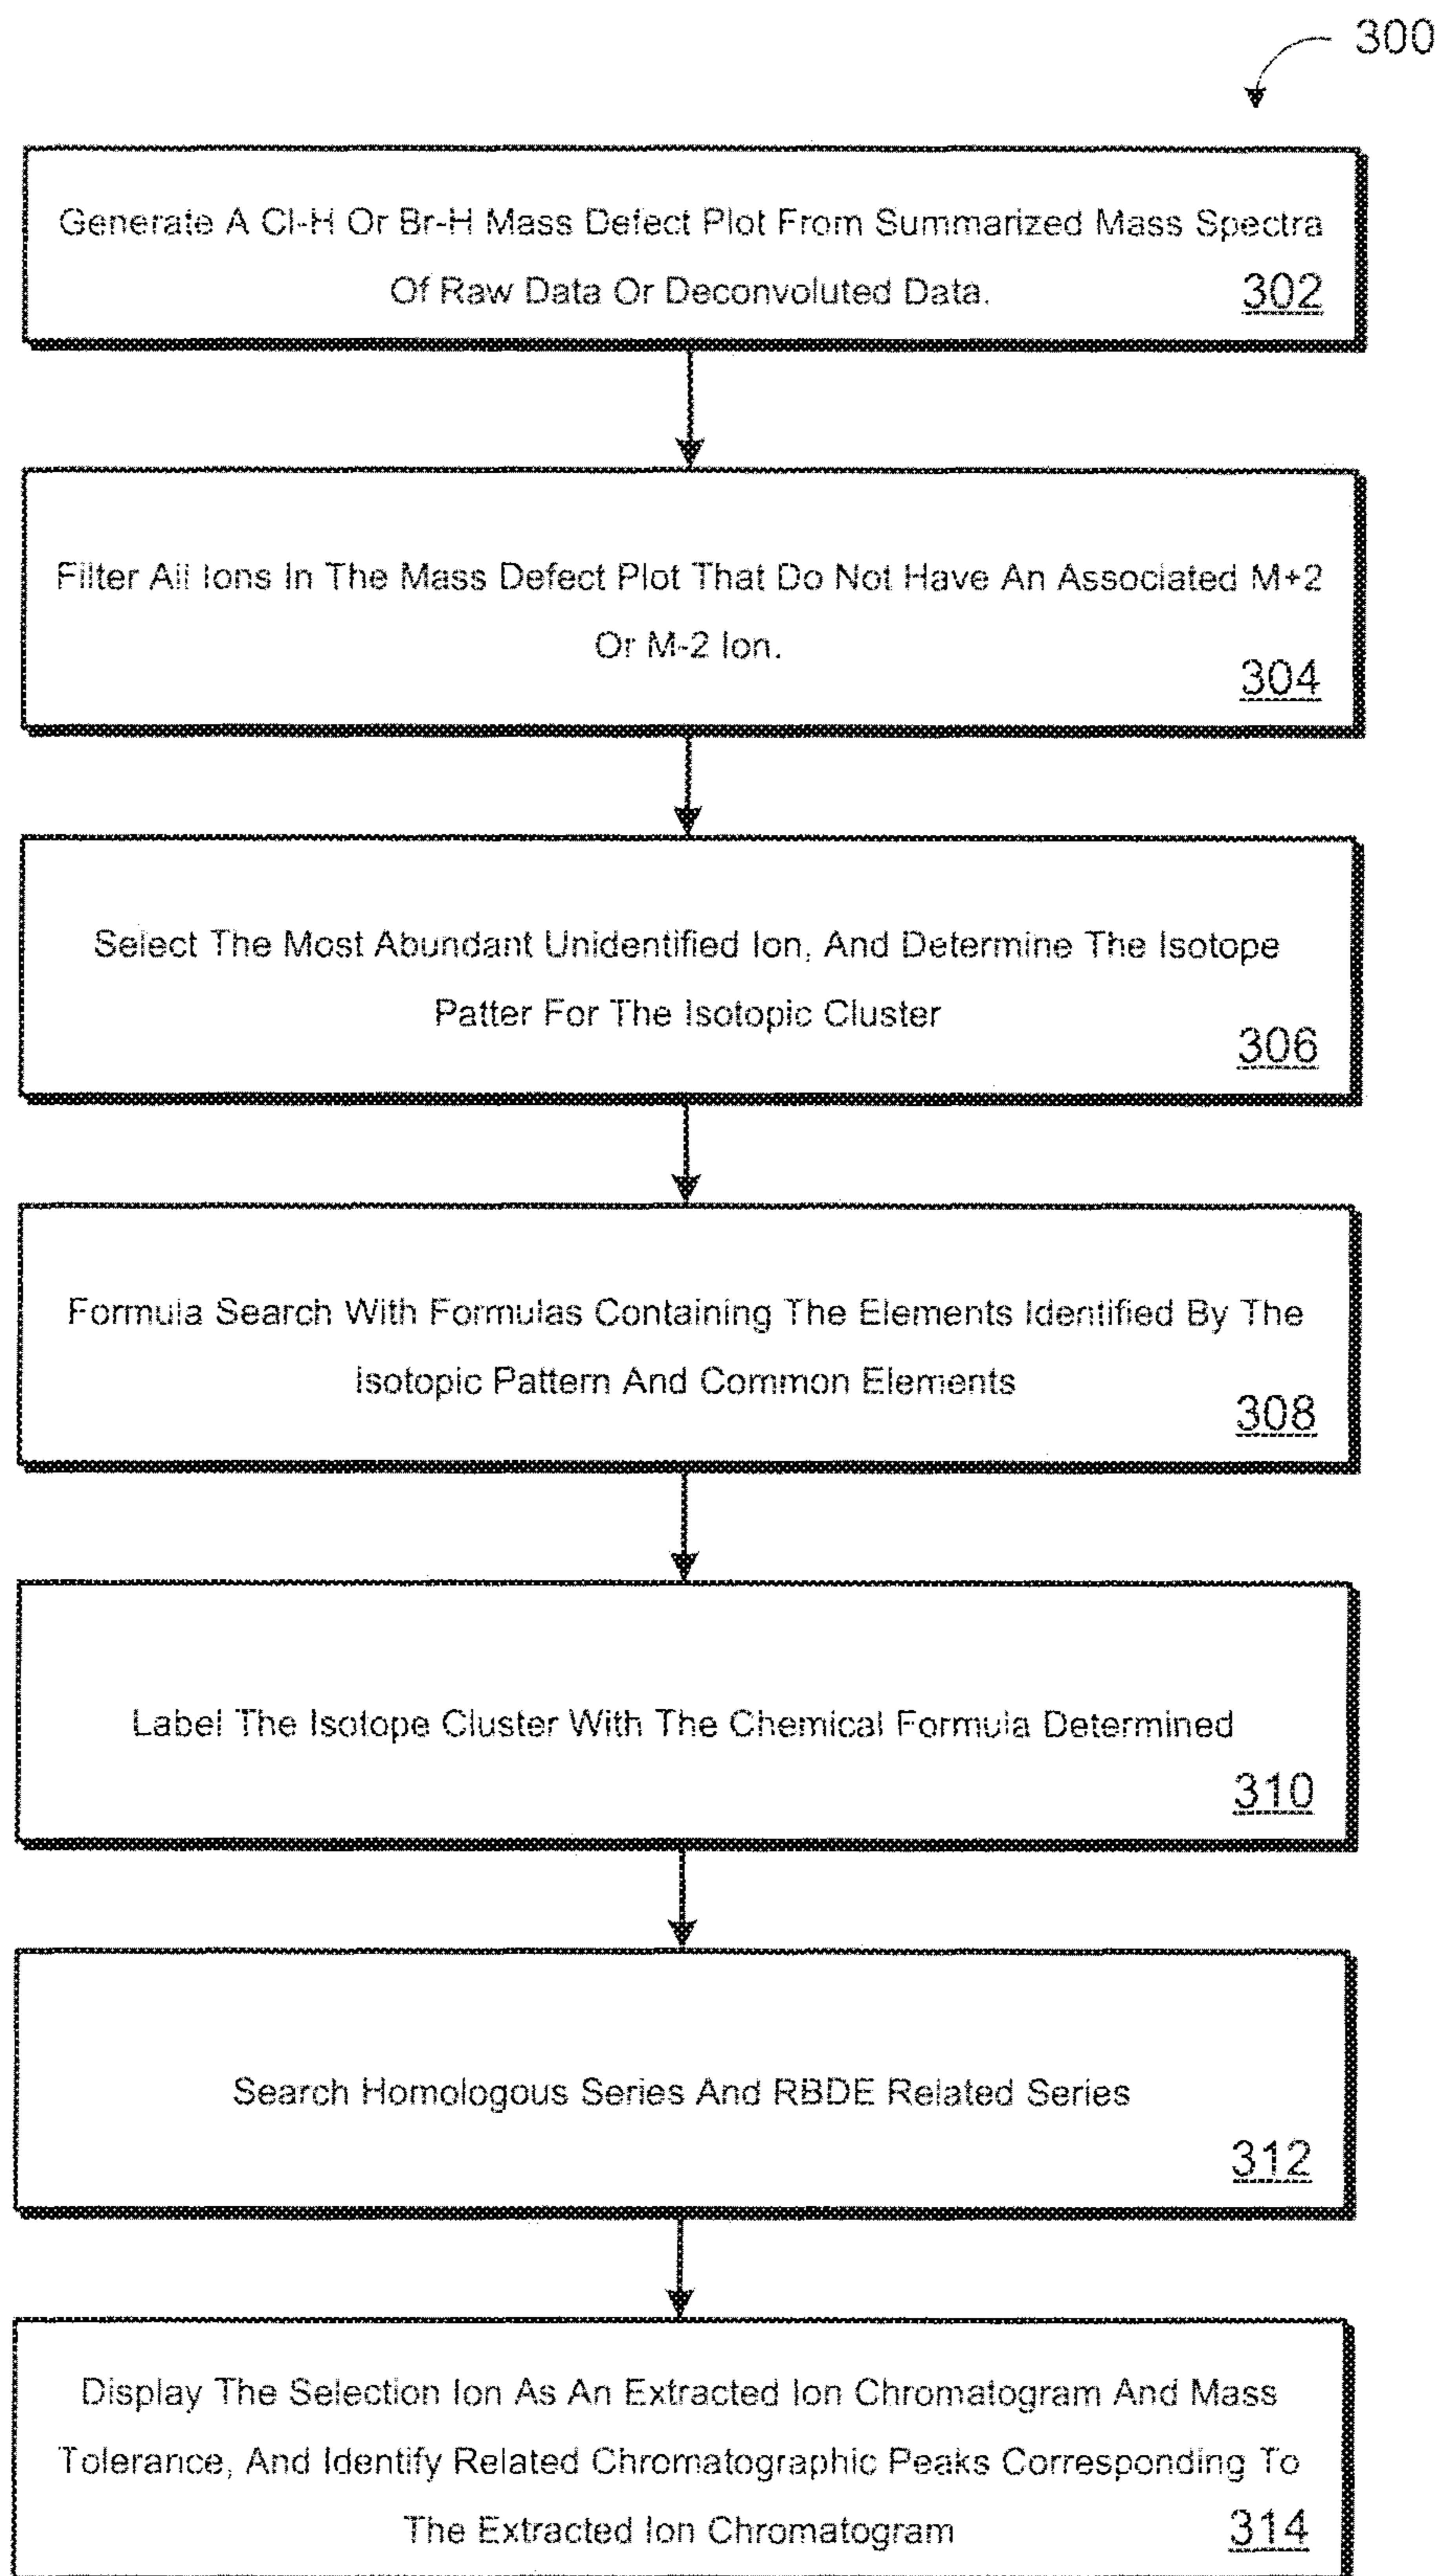 300
Generate A Cl-H Or Br-H Mass Defect Plot From Summarized Mass Spectra
Of Raw Data Or Deconvoluted Data.
302
Filter All Ions In The Mass Defect Plot That Do Not Have An Associated M+2
Or M-2 Ion.
304
Select The Most Abundant Unidentified Ion, And Determine The Isotope
Patter For The Isotopic Cluster
306
Formula Search With Formulas Containing The Elements Identified By The
Isotopic Pattern And Common Elements
308
Label The Isotope Cluster With The Chemical Formula Determined
310
Search Homologous Series And RBDE Related Series
312
Display The Selection Ion As An Extracted Ion Chromatogram And Mass
Tolerance, And Identify Related Chromatographic Peaks Corresponding To
The Extracted Ion Chromatogram
314